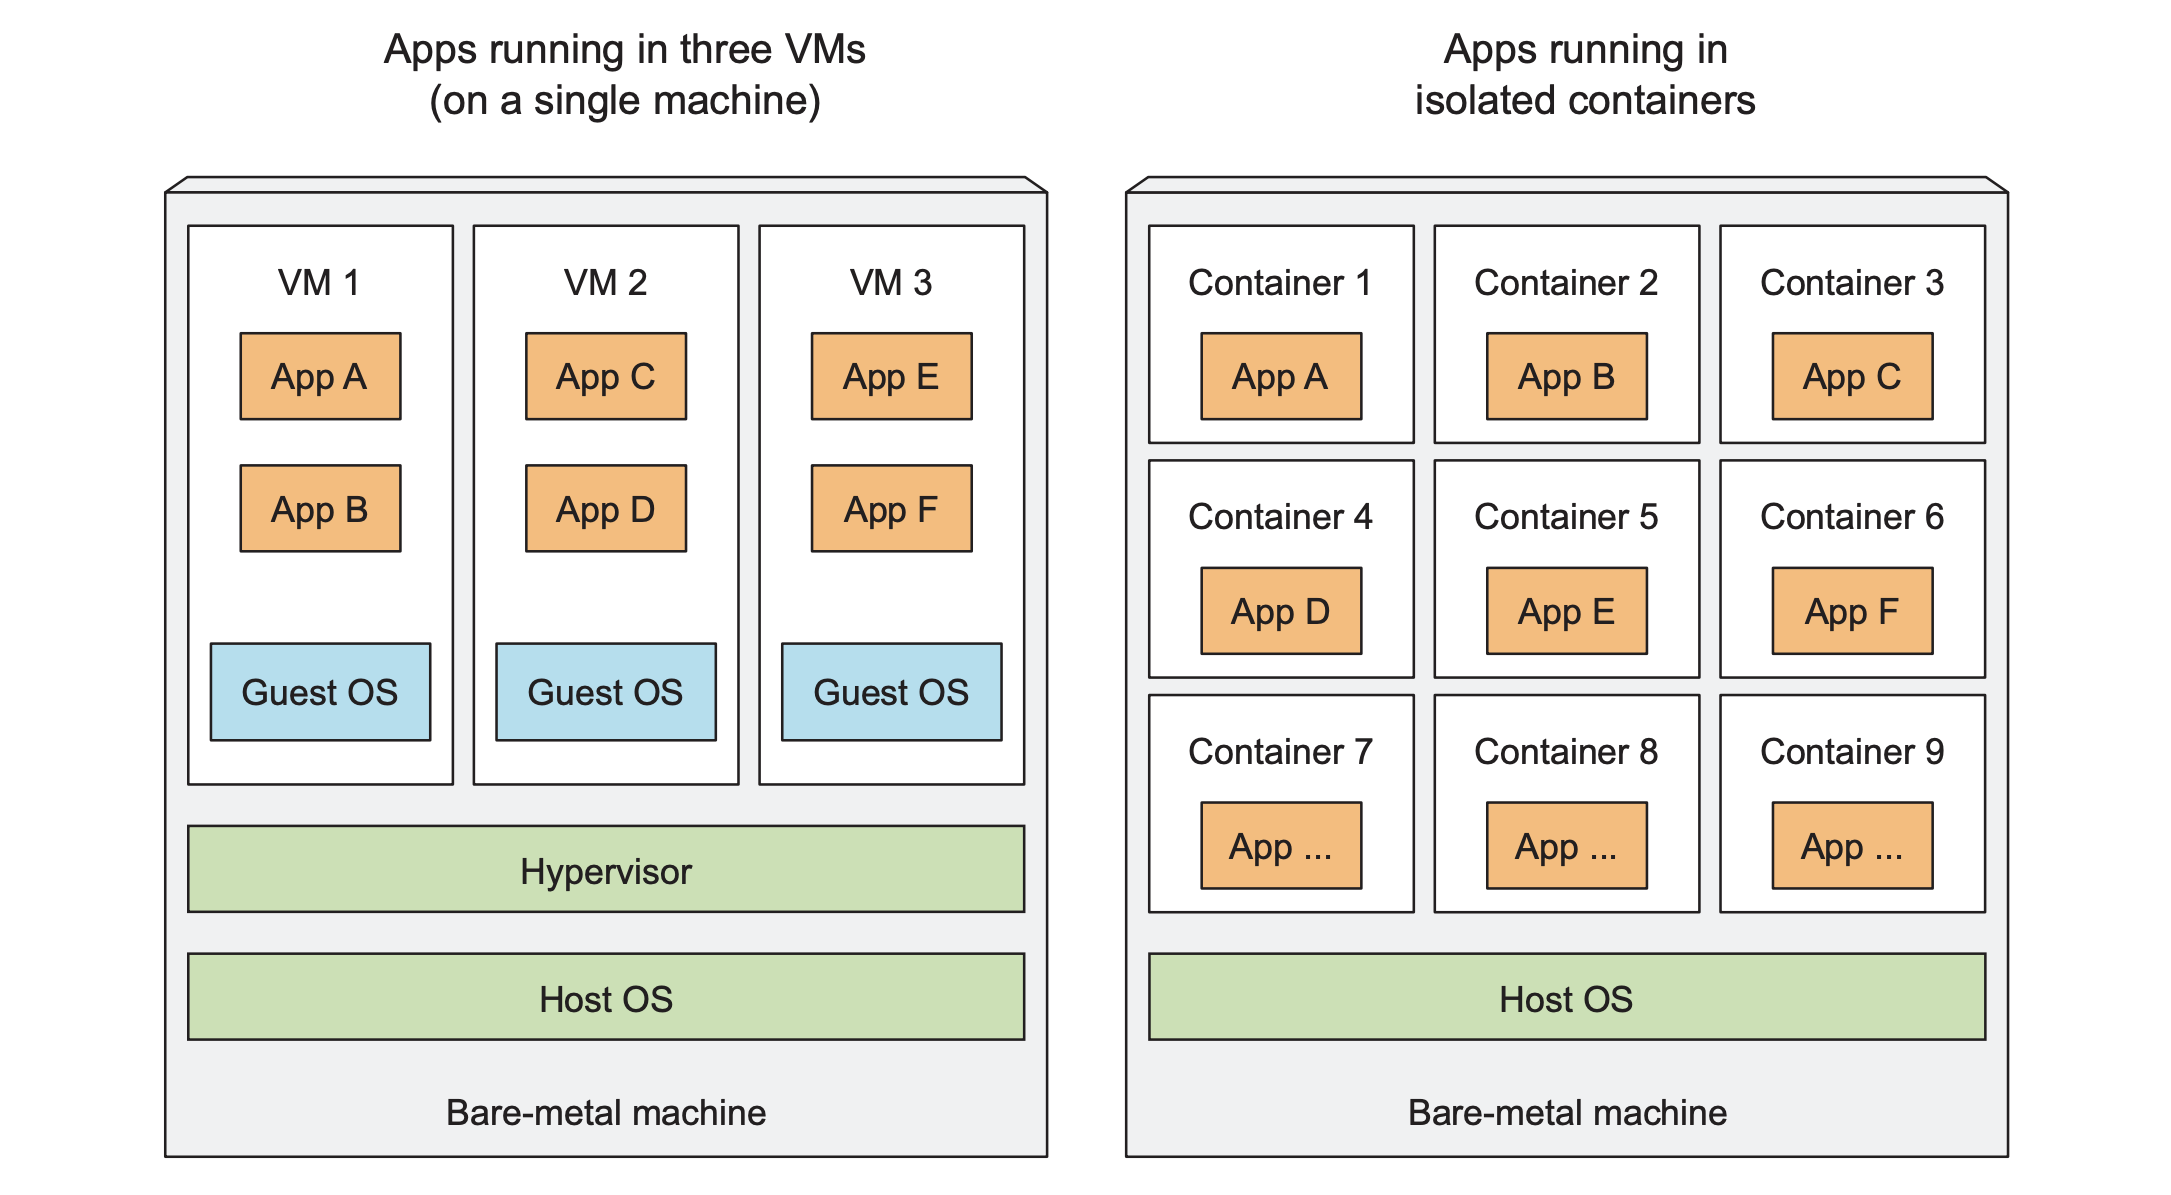 Apps running in three VMs
(on a single machine)
VM 1
App A
App B
Guest OS
VM 2
App C
App D
Guest OS
VM 3
App E
App F
Guest OS
Hypervisor
Host OS
Bare-metal machine
Apps running in
isolated containers
Container 1
App A
Container 2
App B
Container 3
App C
Container 4
App D
Container 5
App E
Container 6
App F
Container 7
App ...
Container 8
App ...
Container 9
App ...
Host OS
Bare-metal machine